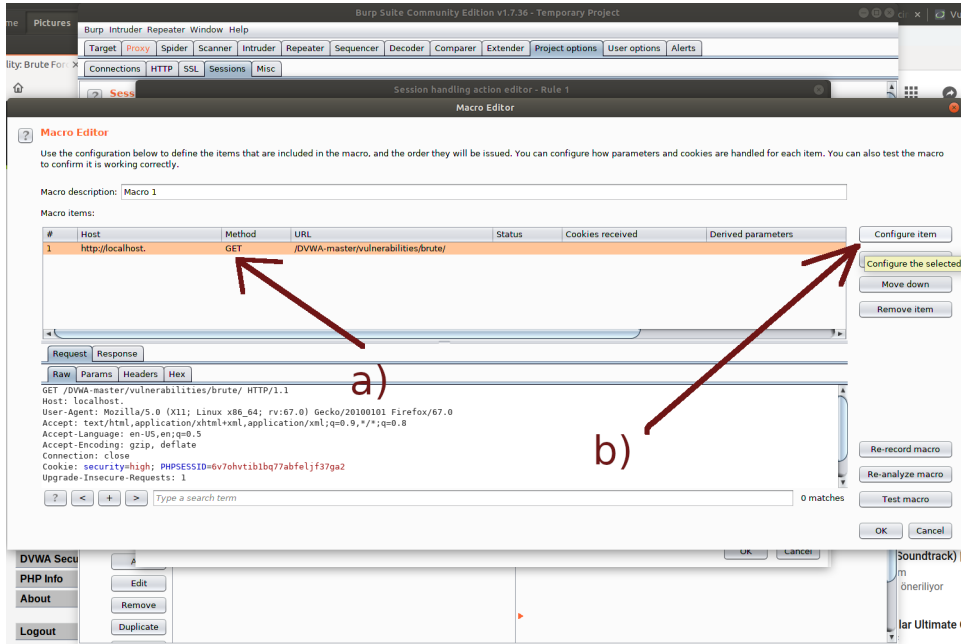 Burp Suite Community Edition v1.7.36 - Temporary Project
me Pictures
Burp Intruder Repeater Window Help
Target Proxy Spider Scanner Intruder Repeater Sequencer Decoder Comparer Extender Project options User options Alerts
lity: Brute For
Connections HTTP SSL Sessions Misc
? Sess
Session handling action editor - Rule 1
Macro Editor
? Macro Editor
Use the configuration below to define the items that are included in the macro, and the order they will be issued. You can configure how parameters and cookies are handled for each item. You can also test the macro
to confirm it is working correctly.
Macro description: Macro 1
Macro items:
# Host Method URL Status Cookies received Derived parameters
1 http://localhost. GET /DVWA-master/vulnerabilities/brute/
Configure item
Configure the selected
Move down
Remove item
a)
b)
Request Response
Raw Params Headers Hex
GET /DVWA-master/vulnerabilities/brute/ HTTP/1.1
Host: localhost.
User-Agent: Mozilla/5.0 (X11; Linux x86_64; rv:67.0) Gecko/20100101 Firefox/67.0
Accept: text/html,application/xhtml+xml,application/xml;q=0.9,*/*;q=0.8
Accept-Language: en-US,en;q=0.5
Accept-Encoding: gzip, deflate
Connection: close
Cookie: security=high; PHPSESSID=6v7ohvtib1bq77abfeljf37ga2
Upgrade-Insecure-Requests: 1
? < + > Type a search term 0 matches
Re-record macro
Re-analyze macro
Test macro
OK Cancel
OK Cancel
DVWA Secu
PHP Info
About
Logout
Edit
Remove
Duplicate
Soundtrack) |
m
öneriliyor
lar Ultimate